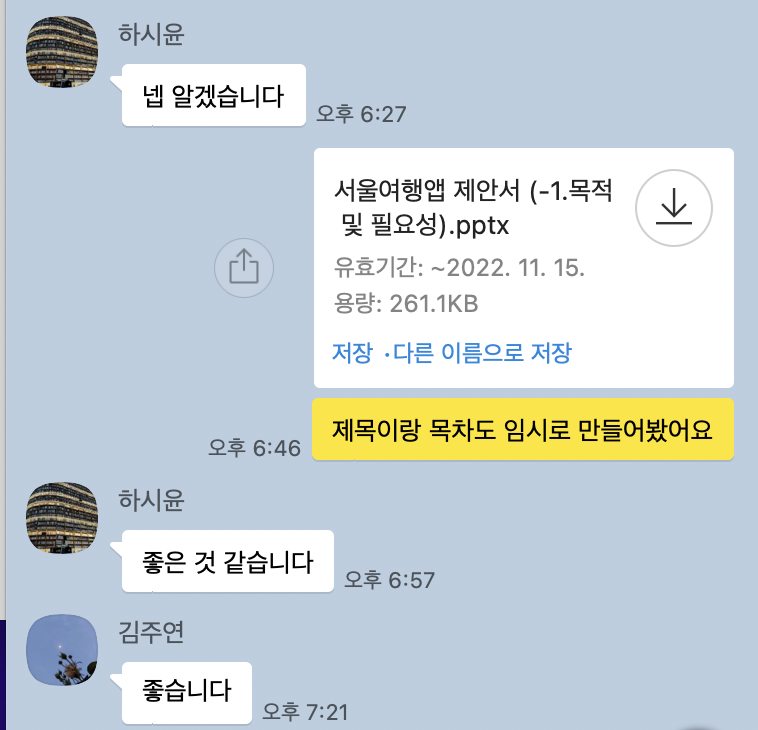 하시윤
넵 알겠습니다
오후 6:27
서울여행앱 제안서 (-1.목적
및 필요성).pptx
유효기간: ~2022. 11. 15.
용량: 261.1KB
저장 · 다른 이름으로 저장
제목이랑 목차도 임시로 만들어봤어요
오후 6:46
하시윤
좋은 것 같습니다
오후 6:57
김주연
좋습니다
오후 7:21